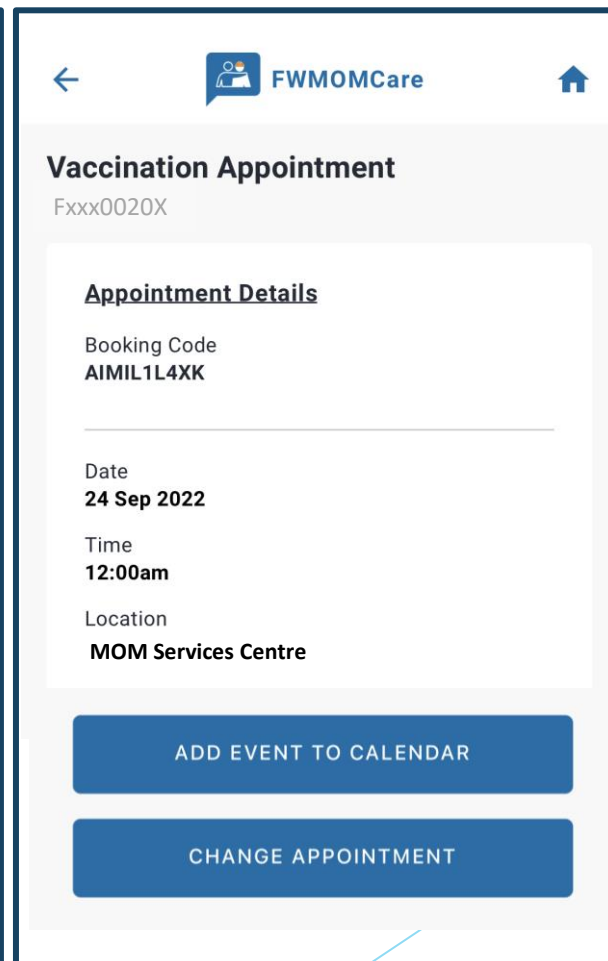 FWMOMCare
Vaccination Appointment
Fxxx0020X
Appointment Details
Booking Code
AIMIL1L4XK
Date
24 Sep 2022
Time
12:00am
Location
MOM Services Centre
ADD EVENT TO CALENDAR
CHANGE APPOINTMENT